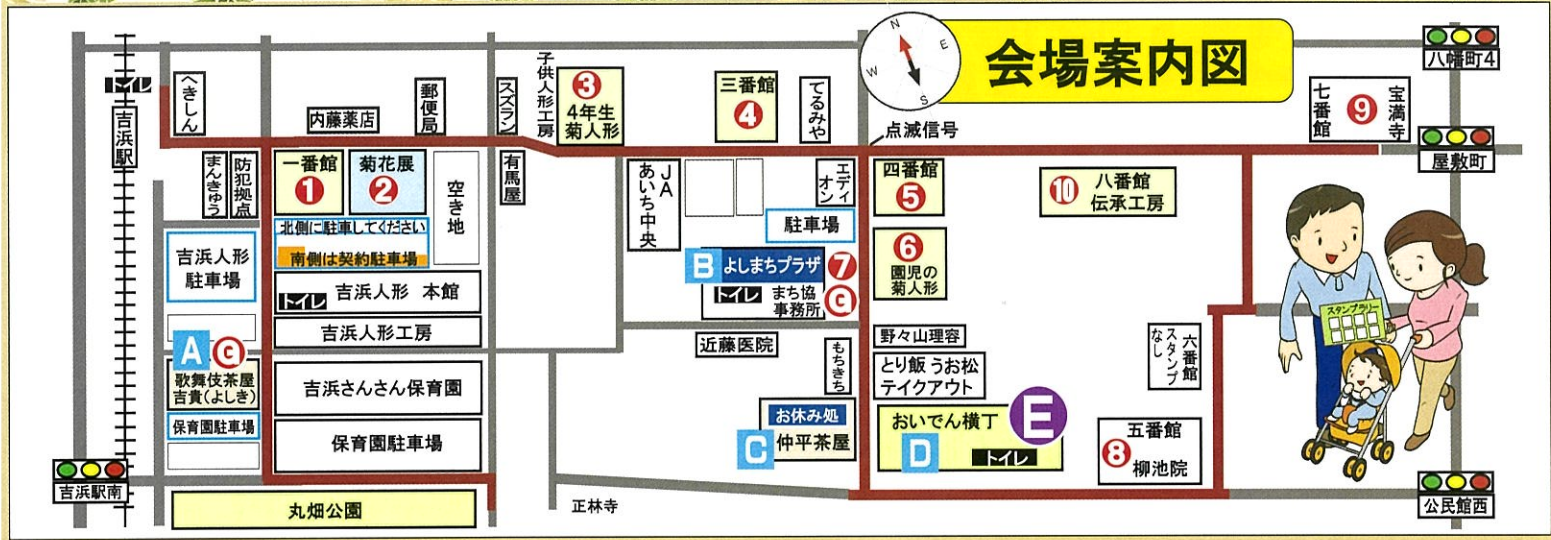 会場案内図
N
E
S
W
八幡町4
トイレ
吉浜駅
へきしん
内藤薬店
郵便局
スズラン
子供人形工房
3
4年生
菊人形
三番館
4
てるみや
点滅信号
七番館
9
宝満寺
屋敷町
まんきゅう
防犯拠点
一番館
1
菊花展
2
空き地
有馬屋
JA
あいち中央
エディオン
四番館
5
10
八番館
伝承工房
北側に駐車してください
南側は契約駐車場
駐車場
吉浜人形
駐車場
B よしまちプラザ 7
トイレ まち協
事務所 C
6
園児の
菊人形
トイレ 吉浜人形 本館
吉浜人形工房
スタンプラリー
A C
歌舞伎茶屋
吉貴(よしき)
近藤医院
もちきち
野々山理容
とり飯 うお松
テイクアウト
六番館
スタンプ
なし
吉浜さんさん保育園
保育園駐車場
保育園駐車場
お休み処
C 仲平茶屋
おいでん横丁 E
D トイレ
五番館
8
柳池院
吉浜駅南
丸畑公園
正林寺
公民館西